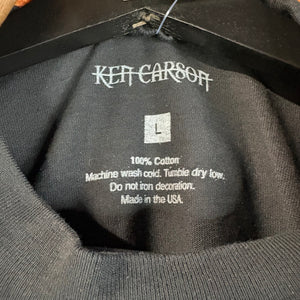 KEN CARSON
L
100% Cotton
Machine wash cold. Tumble dry low.
Do not iron decoration.
Made in the USA.